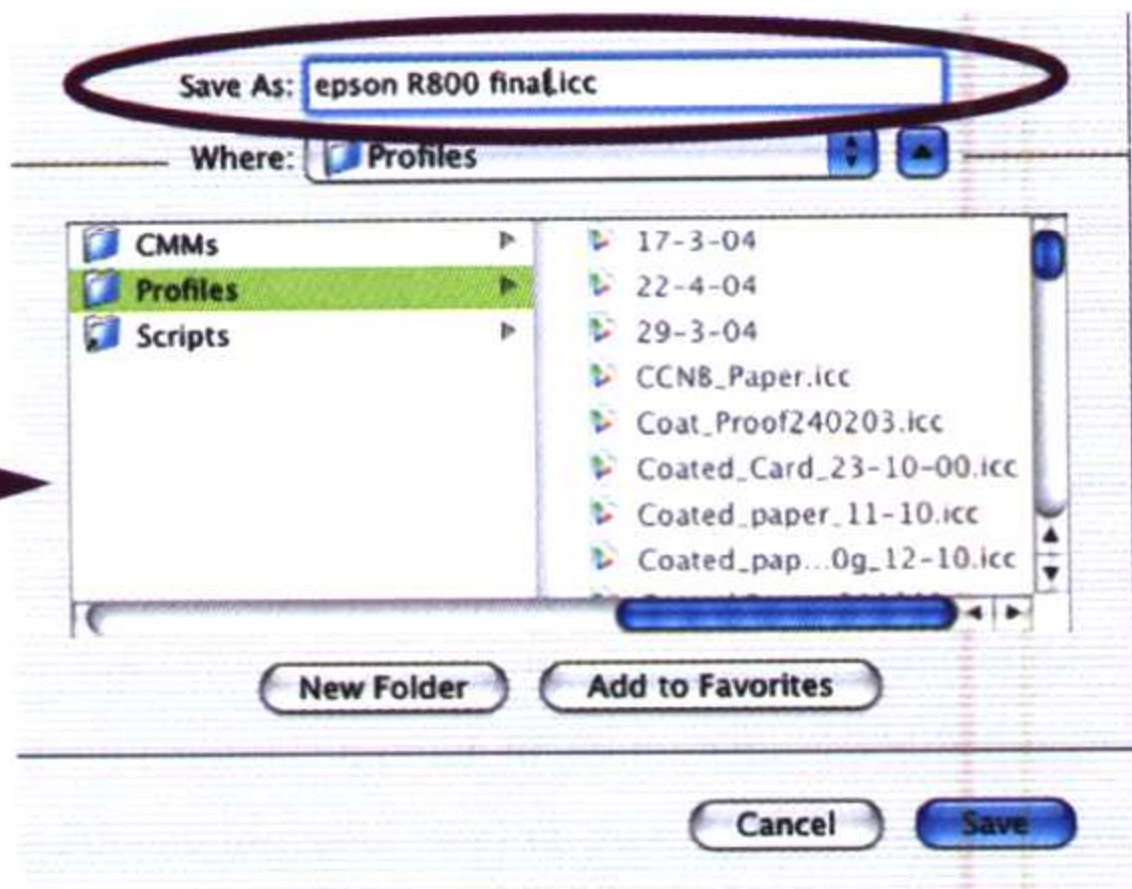 Save As: epson R800 final.icc
Where: Profiles
CMMs
Profiles
Scripts
17-3-04
22-4-04
29-3-04
CCNB_Paper.icc
Coat_Proof240203.icc
Coated_Card_23-10-00.icc
Coated_paper_11-10.icc
Coated_pap...0g_12-10.icc
New Folder
Add to Favorites
Cancel
Save